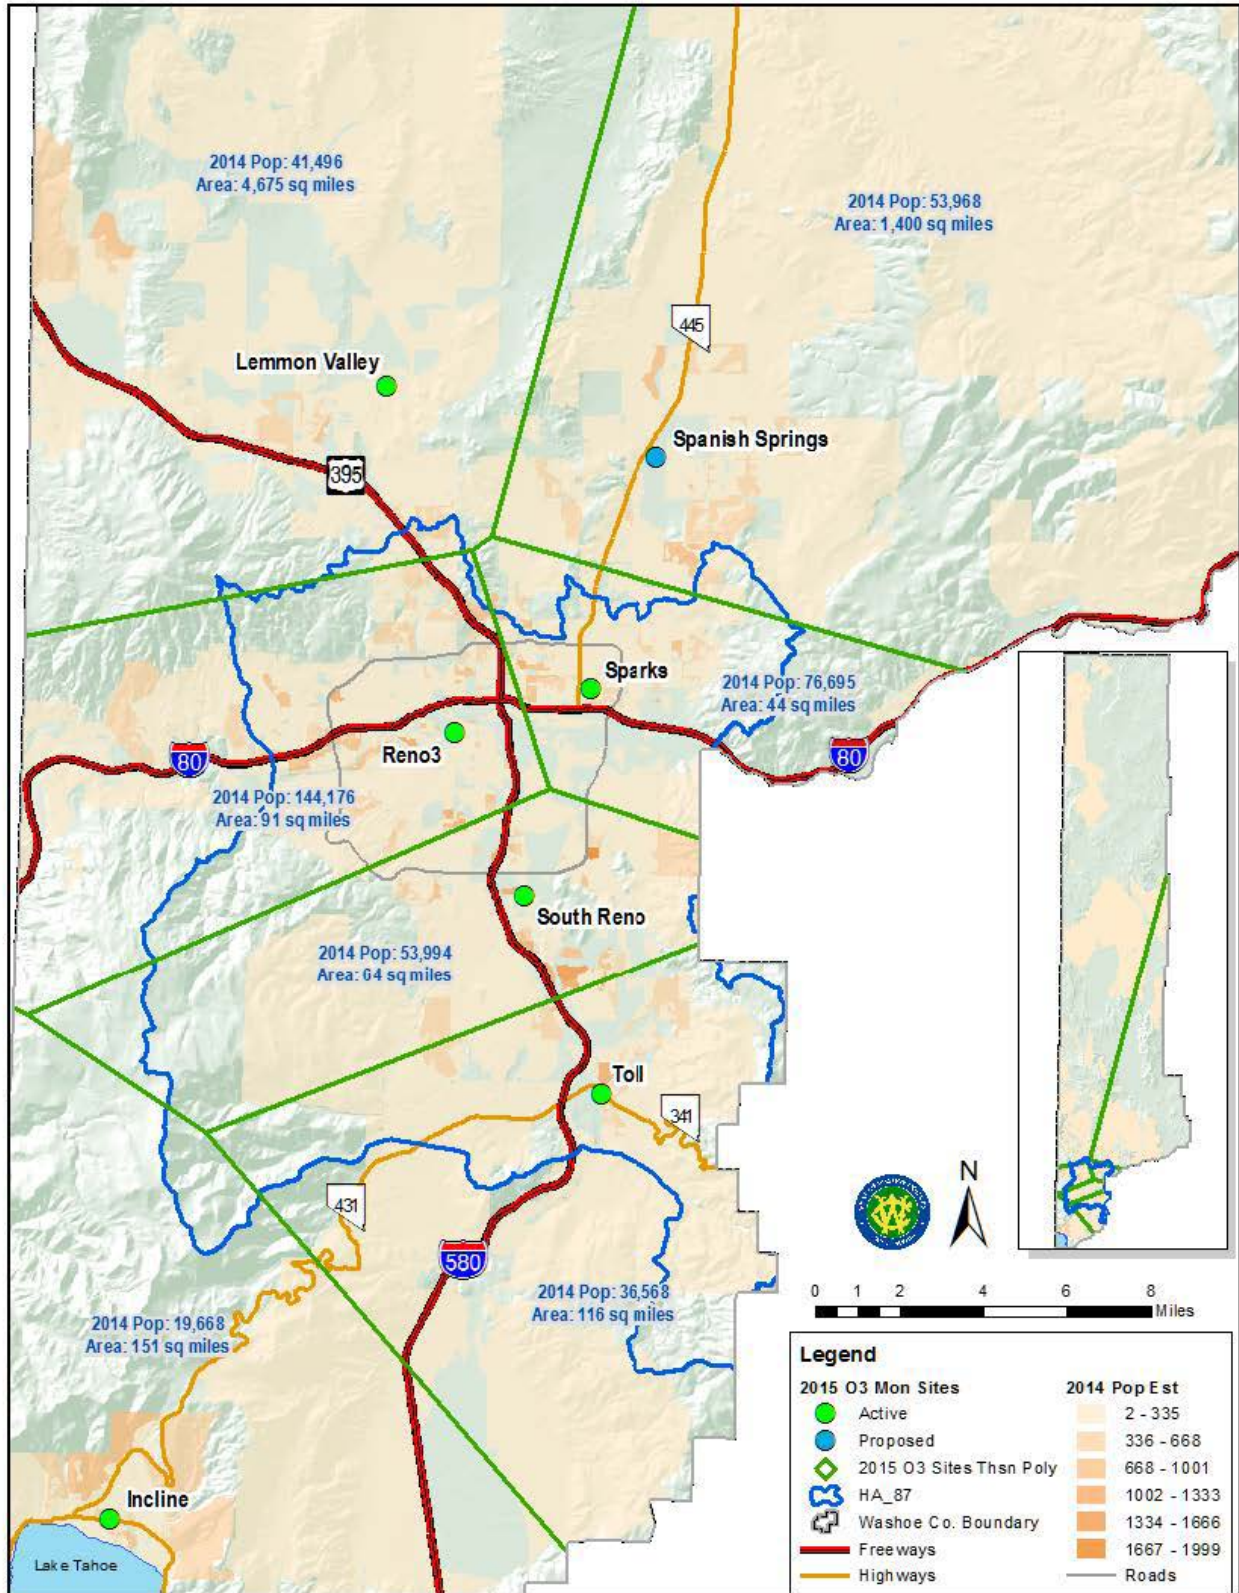 2014 Pop: 41,496
Area: 4,675 sq miles
2014 Pop: 53,968
Area: 1,400 sq miles
445
Lemmon Valley
Spanish Springs
395
Sparks
2014 Pop: 76,695
Area: 44 sq miles
Reno3
80
80
2014 Pop: 144,176
Area: 91 sq miles
South Reno
2014 Pop: 53,994
Area: 64 sq miles
Toll
341
431
N
580
2014 Pop: 36,568
Area: 116 sq miles
2014 Pop: 19,668
Area: 151 sq miles
0 1 2 4 6 8
Miles
Incline
Lake Tahoe
Legend
2015 O3 Mon Sites
Active
Proposed
2015 O3 Sites Thsn Poly
HA_87
Washoe Co. Boundary
Freeways
Highways
2014 Pop Est
2 - 335
336 - 668
668 - 1001
1002 - 1333
1334 - 1666
1667 - 1999
Roads